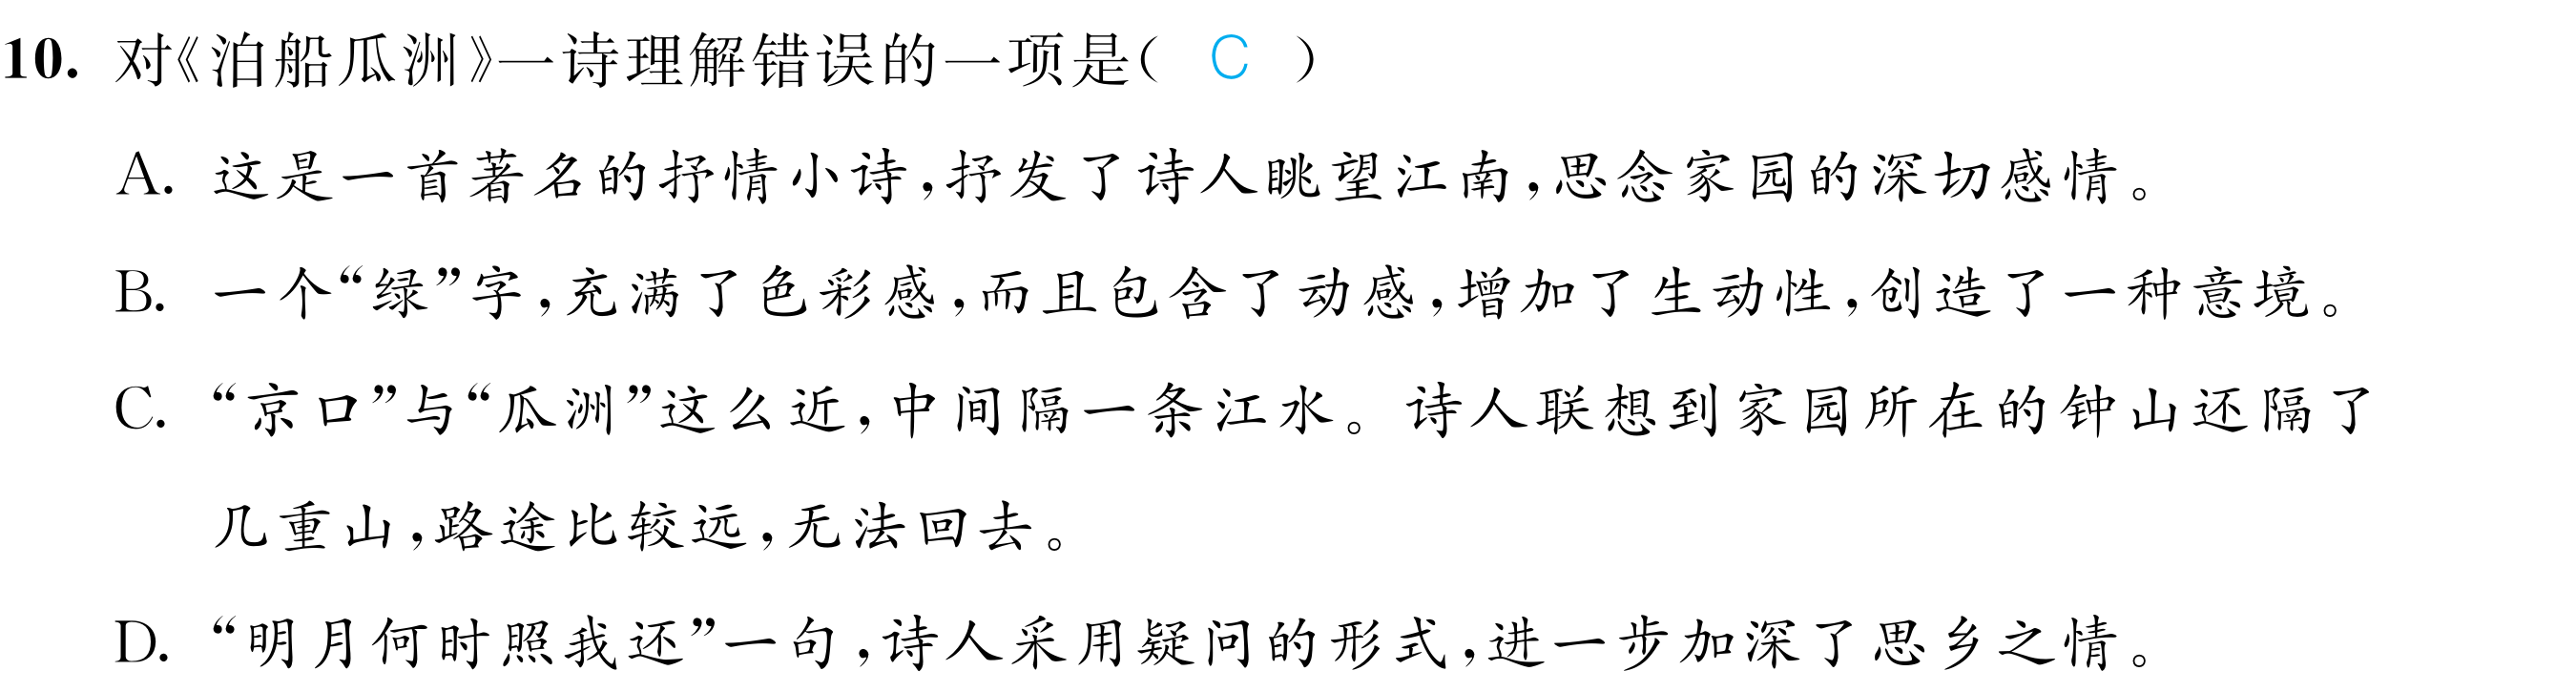 10. 对《泊船瓜洲》一诗理解错误的一项是( C )
A. 这是一首著名的抒情小诗,抒发了诗人眺望江南,思念家园的深切感情。
B. 一个“绿”字,充满了色彩感,而且包含了动感,增加了生动性,创造了一种意境。
C. “京口”与“瓜洲”这么近,中间隔一条江水。诗人联想到家园所在的钟山还隔了
几重山,路途比较远,无法回去。
D. “明月何时照我还”一句,诗人采用疑问的形式,进一步加深了思乡之情。